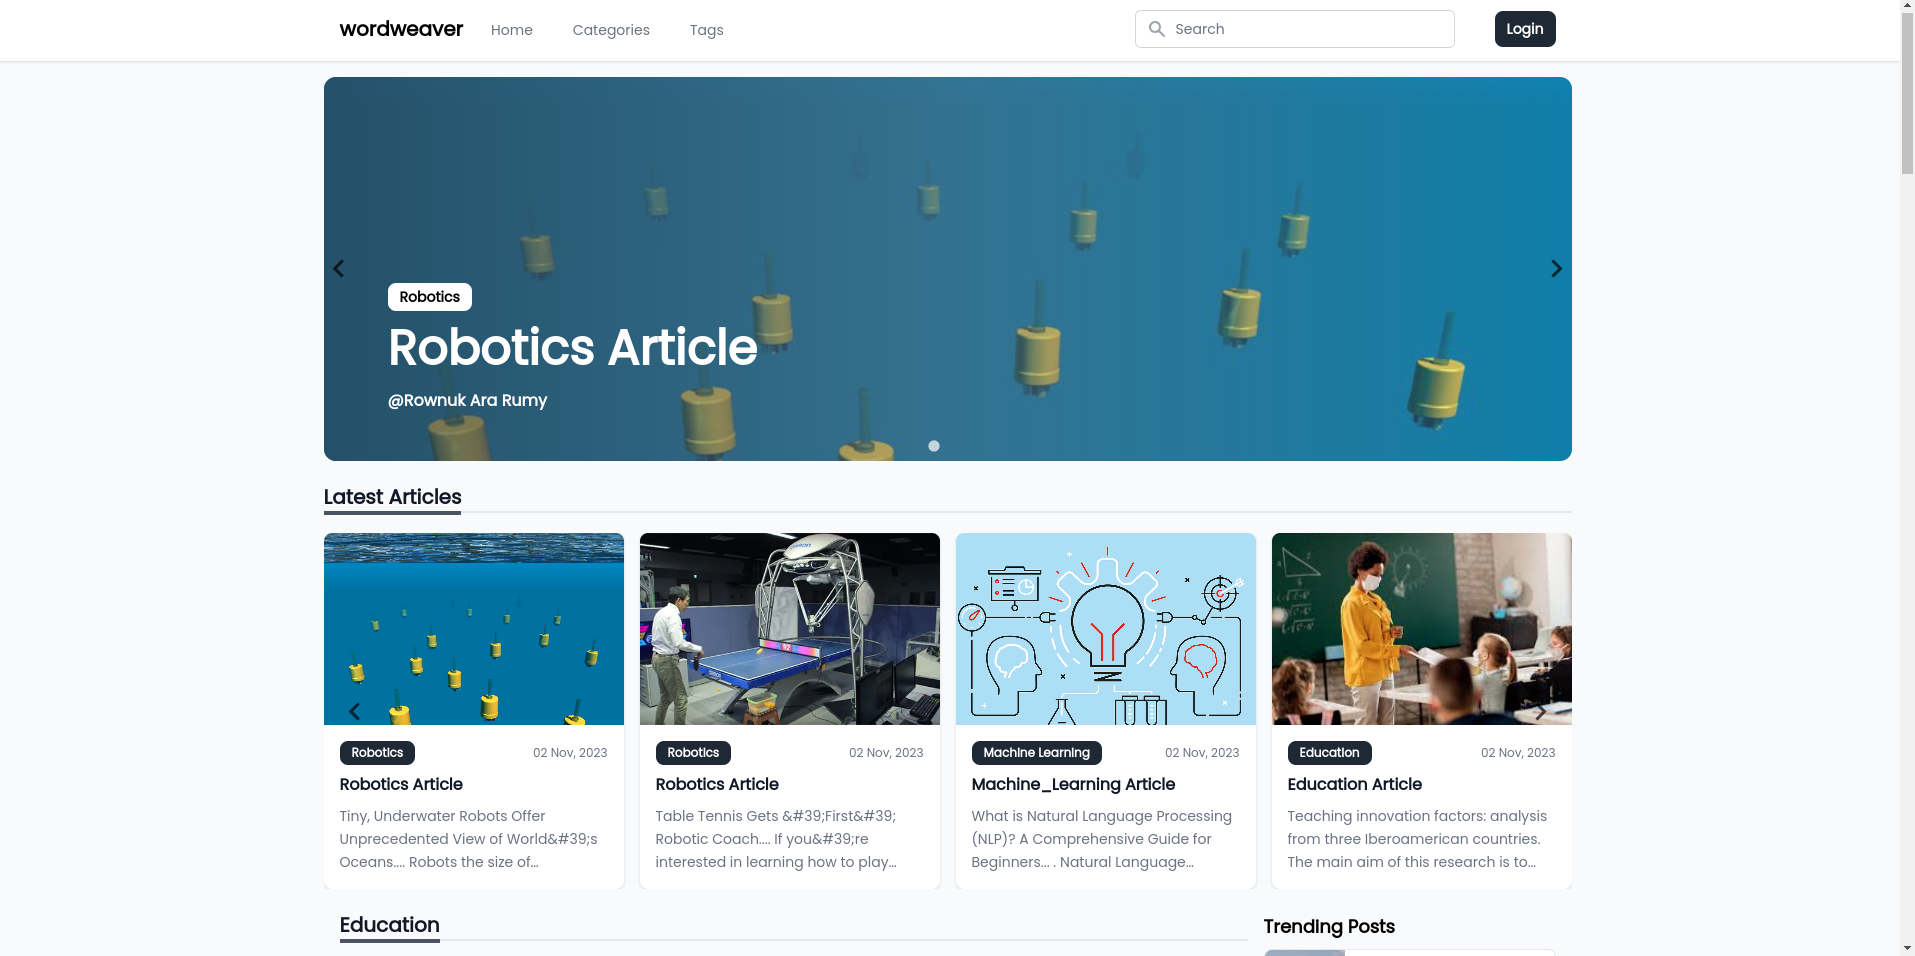 wordweaver Home Categories Tags Search Login
Robotics
Robotics Article
@Rownuk Ara Rumy
Latest Articles
Robotics 02 Nov, 2023
Robotics Article
Tiny, Underwater Robots Offer
Unprecedented View of World&#39;s
Oceans.... Robots the size of...
Robotics 02 Nov, 2023
Robotics Article
Table Tennis Gets &#39;First&#39;
Robotic Coach.... If you&#39;re
interested in learning how to play...
Machine Learning 02 Nov, 2023
Machine_Learning Article
What is Natural Language Processing
(NLP)? A Comprehensive Guide for
Beginners... . Natural Language...
Education 02 Nov, 2023
Education Article
Teaching innovation factors: analysis
from three Iberoamerican countries.
The main aim of this research is to...
Education
Trending Posts